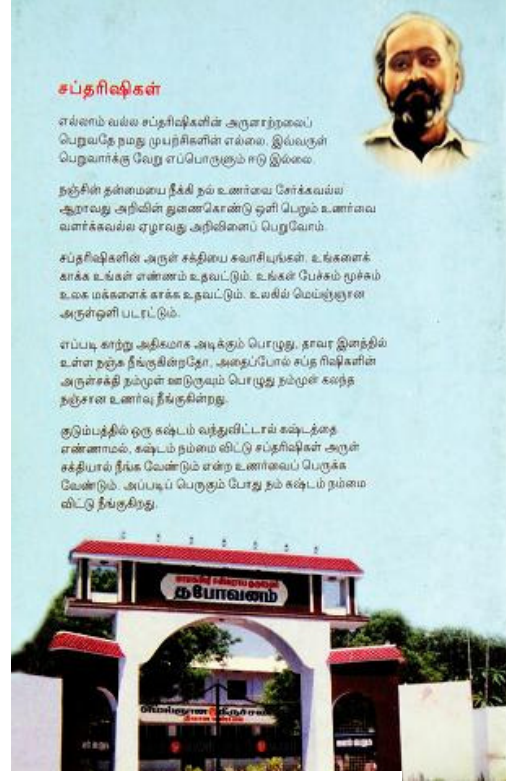 சப்தரிஷிகள்
எல்லாம் வல்ல சப்தரிஷிகளின் அருளாற்றலைப்
பெறுவதே நமது முயற்சிகளின் எல்லை. இவ்வருள்
பெறுவார்க்கு வேறு எப்பொருளும் ஈடு இல்லை.
நஞ்சின் தன்மையை நீக்கி நல் உணர்வை சேர்க்கவல்ல
ஆறாவது அறிவின் துணைகொண்டு ஒளி பெறும் உணர்வை
வளர்க்கவல்ல ஏழாவது அறிவினைப் பெறுவோம்.
சப்தரிஷிகளின் அருள் சக்தியை சுவாசியுங்கள். உங்களைக்
காக்க உங்கள் எண்ணம் உதவட்டும். உங்கள் பேச்சும் மூச்சும்
உலக மக்களைக் காக்க உதவட்டும். உலகில் மெய்ஞ்ஞான
அருள்ஒளி படரட்டும்.
எப்படி காற்று அதிகமாக அடிக்கும் பொழுது, தாவர இனத்தில்
உள்ள நஞ்சு நீங்குகின்றதோ, அதைப்போல் சப்த ரிஷிகளின்
அருள்சக்தி நம்முள் ஊடுருவும் பொழுது நம்முள் கலந்த
நஞ்சான உணர்வு நீங்குகின்றது.
குடும்பத்தில் ஒரு கஷ்டம் வந்துவிட்டால் கஷ்டத்தை
எண்ணாமல், கஷ்டம் நம்மை விட்டு சப்தரிஷிகள் அருள்
சக்தியால் நீங்க வேண்டும் என்ற உணர்வைப் பெருக்க
வேண்டும். அப்படிப் பெருகும் போது நம் கஷ்டம் நம்மை
விட்டு நீங்குகிறது.
தபோவனம்